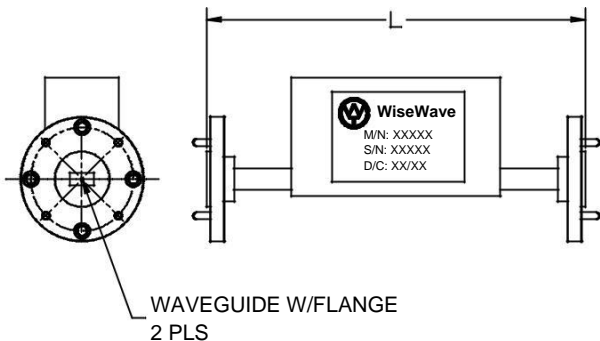 L
WiseWave
M/N: XXXXX
S/N: XXXXX
D/C: XX/XX
WAVEGUIDE W/FLANGE
2 PLS